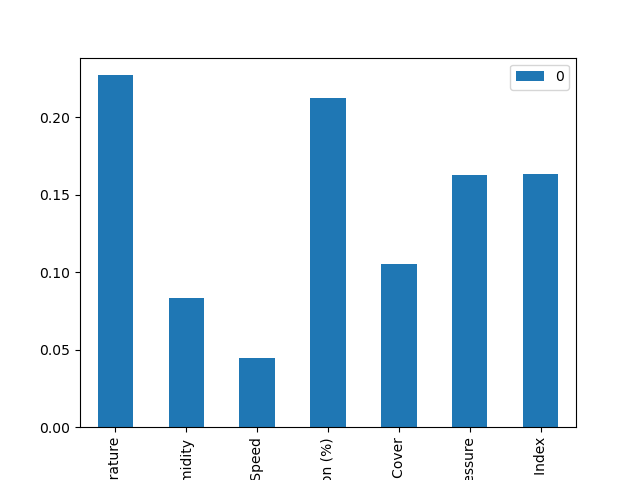 0
0.20
0.15
0.10
0.05
0.00
rature
midity
Speed
on (%)
Cover
essure
Index